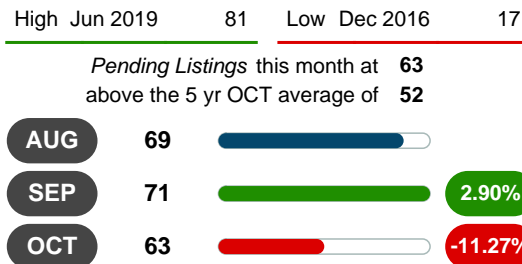 High Jun 2019 81 Low Dec 2016 17
Pending Listings this month at 63
above the 5 yr OCT average of 52
AUG 69
SEP 71 2.90%
OCT 63 -11.27%